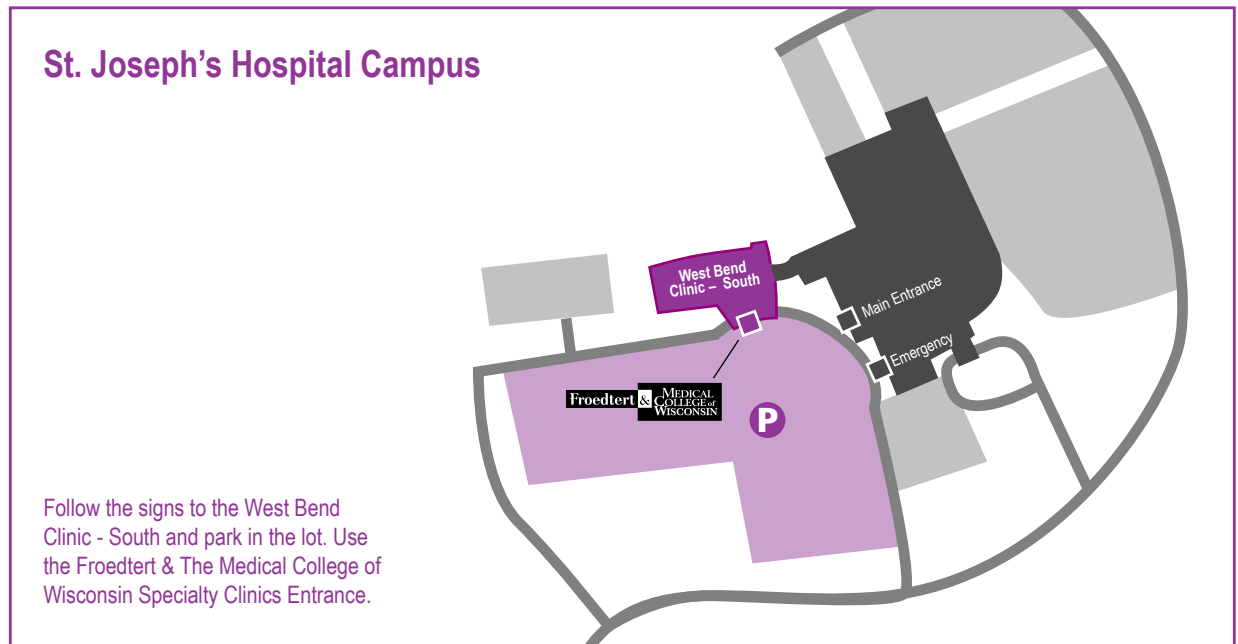 St. Joseph’s Hospital Campus
West Bend
Clinic – South
Main Entrance
Emergency
Froedtert & MEDICAL
COLLEGE of
WISCONSIN
P
Follow the signs to the West Bend
Clinic - South and park in the lot. Use
the Froedtert & The Medical College of
Wisconsin Specialty Clinics Entrance.